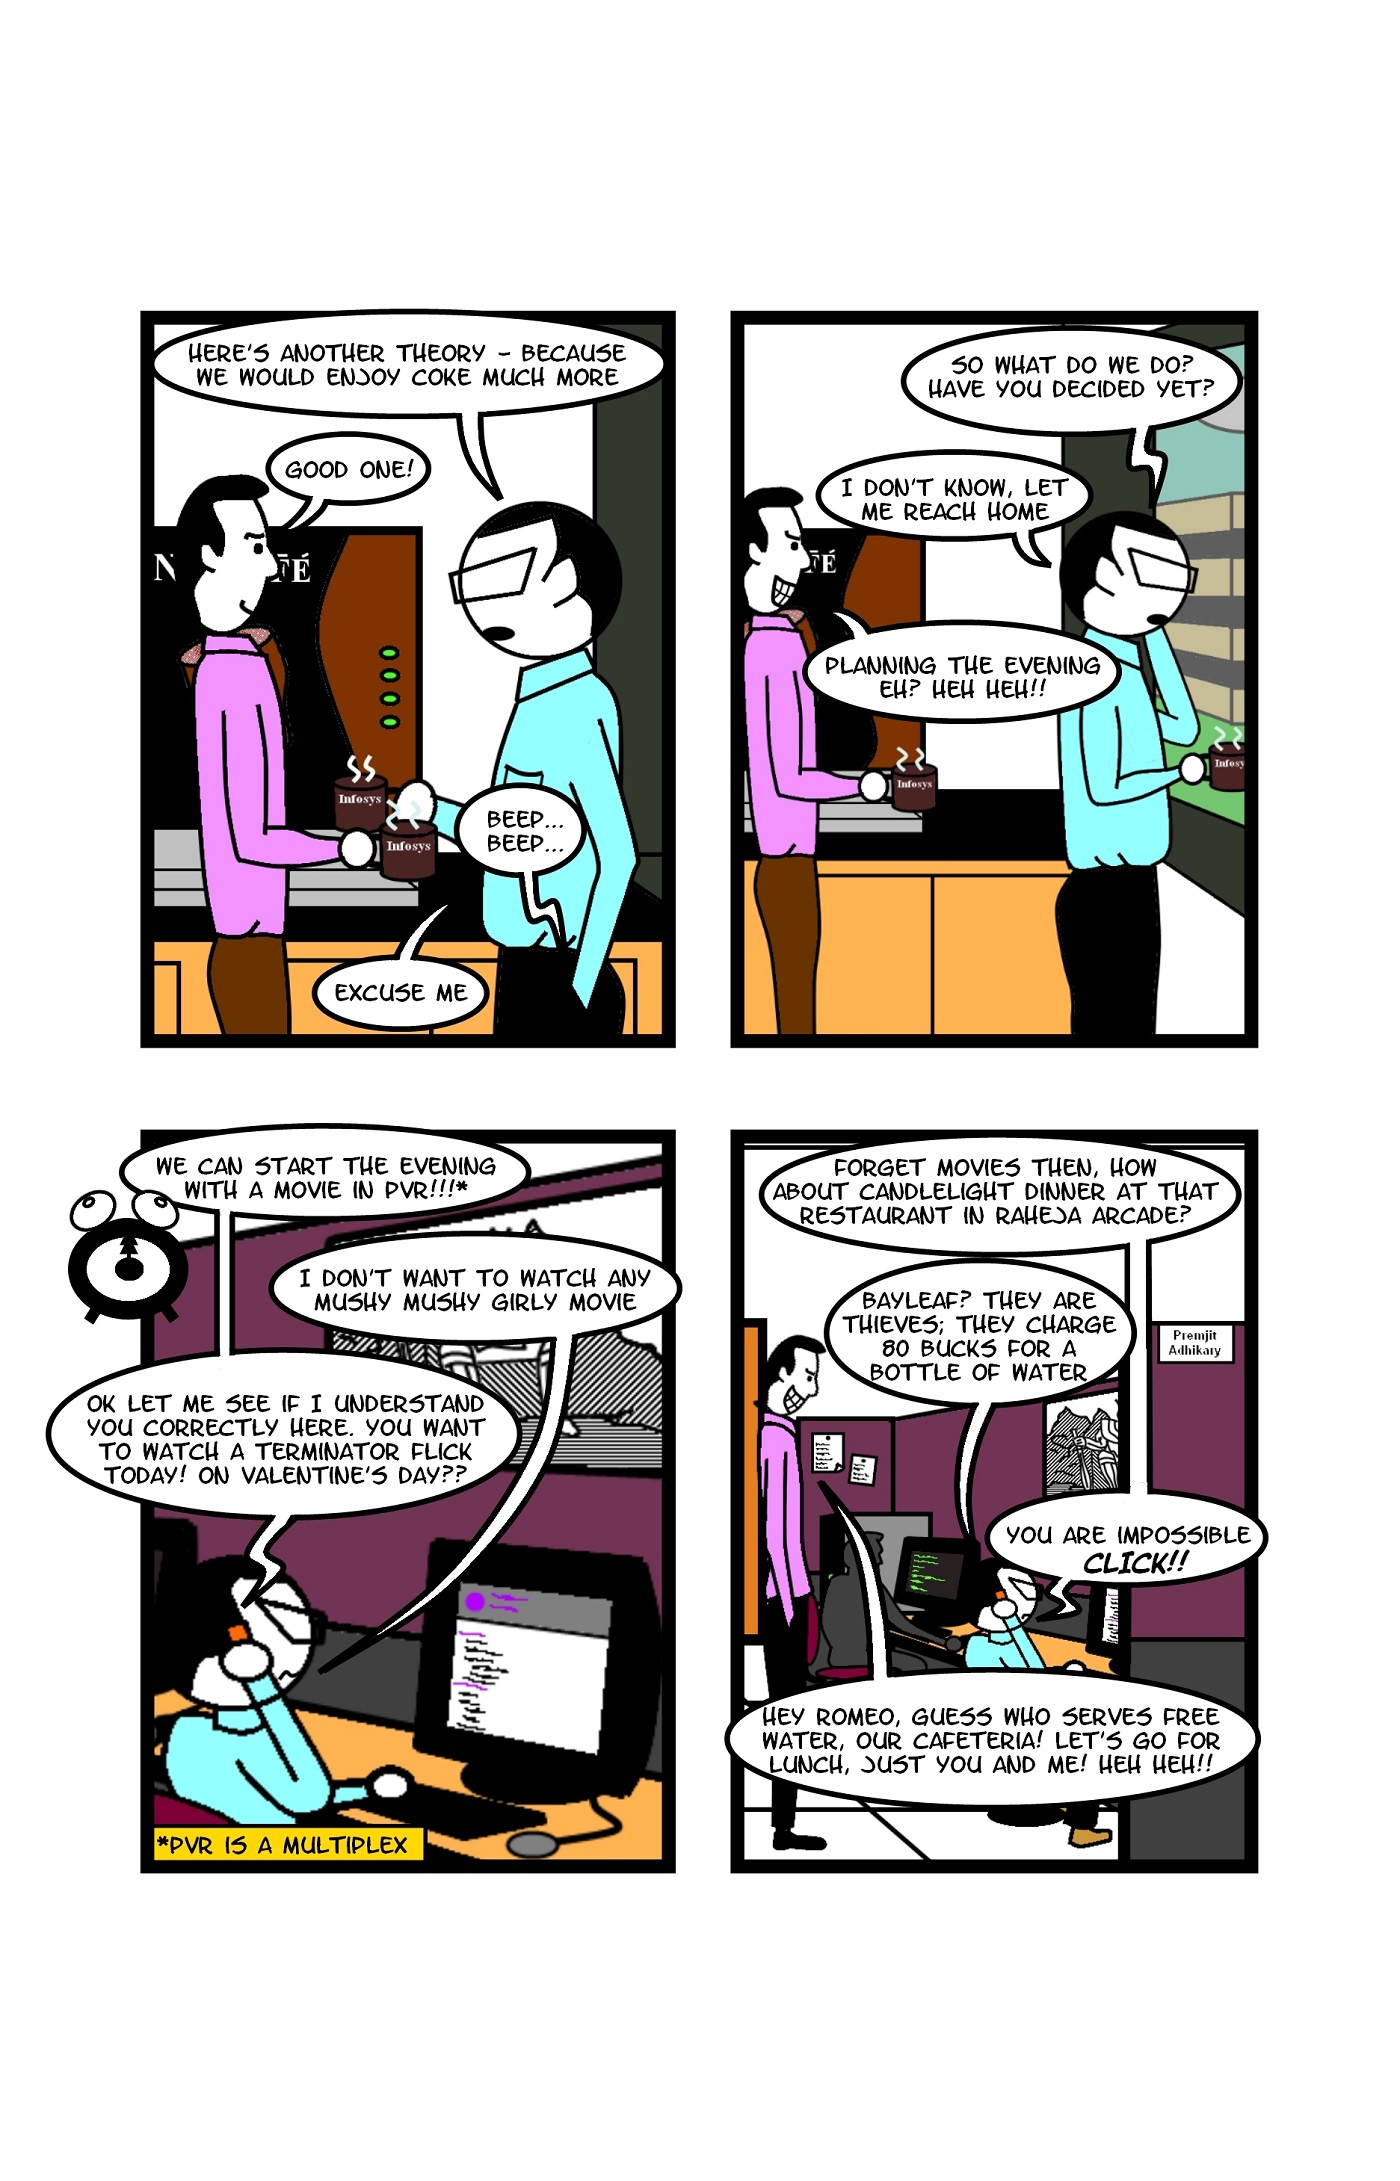 HERE'S ANOTHER THEORY - BECAUSE
WE WOULD ENJOY COKE MUCH MORE
GOOD ONE!
N
FÉ
Infosys
Infosys
BEEP...
BEEP...
EXCUSE ME
SO WHAT DO WE DO?
HAVE YOU DECIDED YET?
I DON'T KNOW, LET
ME REACH HOME
FÉ
PLANNING THE EVENING
EH? HEH HEH!!
Infosys
Infosy
WE CAN START THE EVENING
WITH A MOVIE IN PVR!!!*
I DON'T WANT TO WATCH ANY
MUSHY MUSHY GIRLY MOVIE
OK LET ME SEE IF I UNDERSTAND
YOU CORRECTLY HERE. YOU WANT
TO WATCH A TERMINATOR FLICK
TODAY! ON VALENTINE'S DAY??
*PVR IS A MULTIPLEX
FORGET MOVIES THEN, HOW
ABOUT CANDLELIGHT DINNER AT THAT
RESTAURANT IN RAHEJA ARCADE?
BAYLEAF? THEY ARE
THIEVES; THEY CHARGE
80 BUCKS FOR A
BOTTLE OF WATER
Premjit
Adhikary
YOU ARE IMPOSSIBLE
CLICK!!
HEY ROMEO, GUESS WHO SERVES FREE
WATER, OUR CAFETERIA! LET'S GO FOR
LUNCH, JUST YOU AND ME! HEH HEH!!